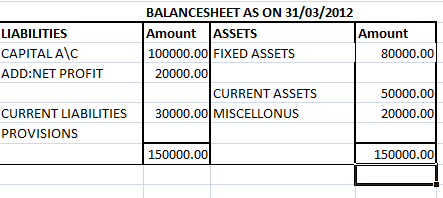 BALANCESHEET AS ON 31/03/2012
LIABILITIES Amount ASSETS Amount
CAPITAL A\C 100000.00 FIXED ASSETS 80000.00
ADD:NET PROFIT 20000.00
CURRENT ASSETS 50000.00
CURRENT LIABILITIES 30000.00 MISCELLONUS 20000.00
PROVISIONS
150000.00 150000.00